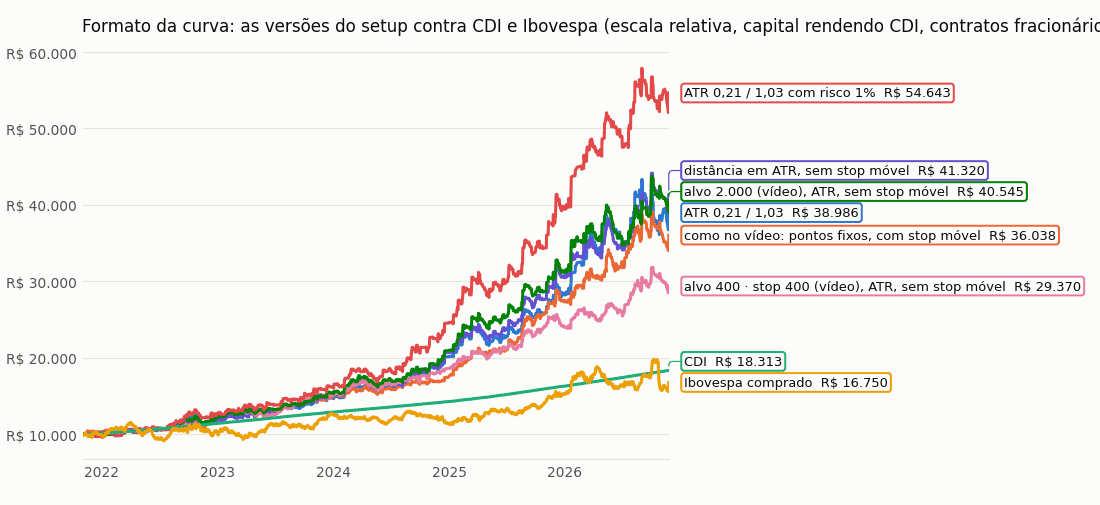 Formato da curva: as versões do setup contra CDI e Ibovespa (escala relativa, capital rendendo CDI, contratos fracionário
R$ 60.000
R$ 50.000
R$ 40.000
R$ 30.000
R$ 20.000
R$ 10.000
ATR 0,21 / 1,03 com risco 1% R$ 54.643
distância em ATR, sem stop móvel R$ 41.320
alvo 2.000 (vídeo), ATR, sem stop móvel R$ 40.545
ATR 0,21 / 1,03 R$ 38.986
como no vídeo: pontos fixos, com stop móvel R$ 36.038
alvo 400 · stop 400 (vídeo), ATR, sem stop móvel R$ 29.370
CDI R$ 18.313
Ibovespa comprado R$ 16.750
2022 2023 2024 2025 2026